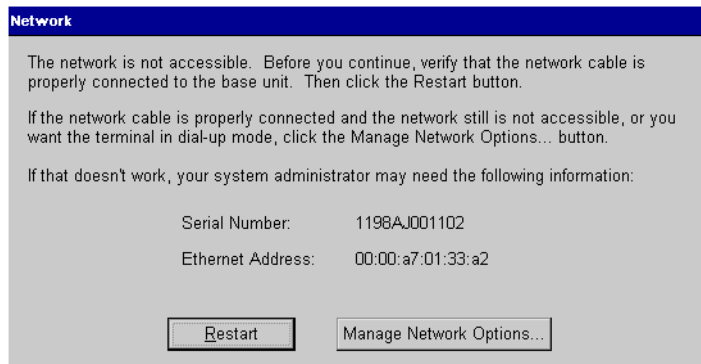 Network
The network is not accessible. Before you continue, verify that the network cable is
properly connected to the base unit. Then click the Restart button.
If the network cable is properly connected and the network still is not accessible, or you
want the terminal in dial-up mode, click the Manage Network Options... button.
If that doesn't work, your system administrator may need the following information:
Serial Number: 1198AJ001102
Ethernet Address: 00:00:a7:01:33:a2
Restart Manage Network Options...